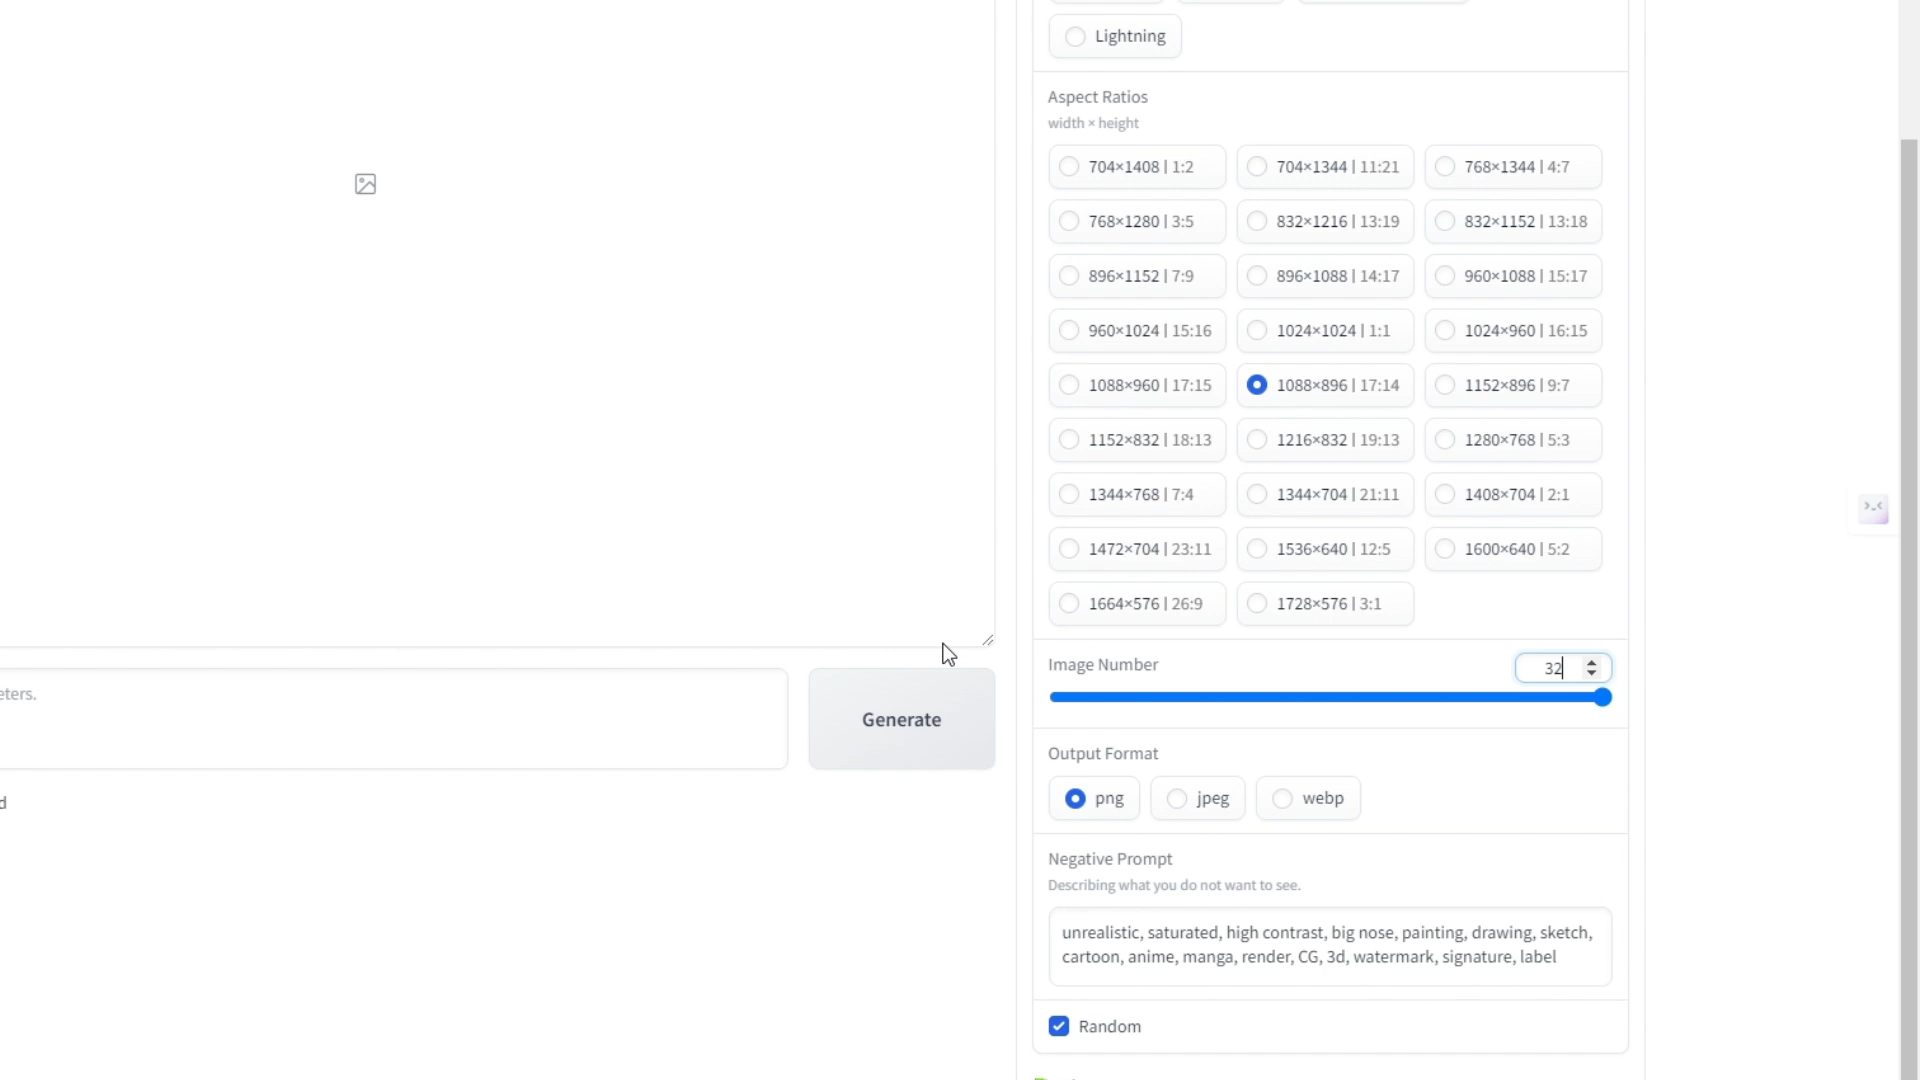 Lightning
Aspect Ratios
width × height
704×1408 | 1:2
704×1344 | 11:21
768×1344 | 4:7
768×1280 | 3:5
832×1216 | 13:19
832×1152 | 13:18
896×1152 | 7:9
896×1088 | 14:17
960×1088 | 15:17
960×1024 | 15:16
1024×1024 | 1:1
1024×960 | 16:15
1088×960 | 17:15
1088×896 | 17:14
1152×896 | 9:7
1152×832 | 18:13
1216×832 | 19:13
1280×768 | 5:3
1344×768 | 7:4
1344×704 | 21:11
1408×704 | 2:1
1472×704 | 23:11
1536×640 | 12:5
1600×640 | 5:2
1664×576 | 26:9
1728×576 | 3:1
Image Number
32
eters.
Generate
Output Format
png
jpeg
webp
d
Negative Prompt
Describing what you do not want to see.
unrealistic, saturated, high contrast, big nose, painting, drawing, sketch,
cartoon, anime, manga, render, CG, 3d, watermark, signature, label
Random